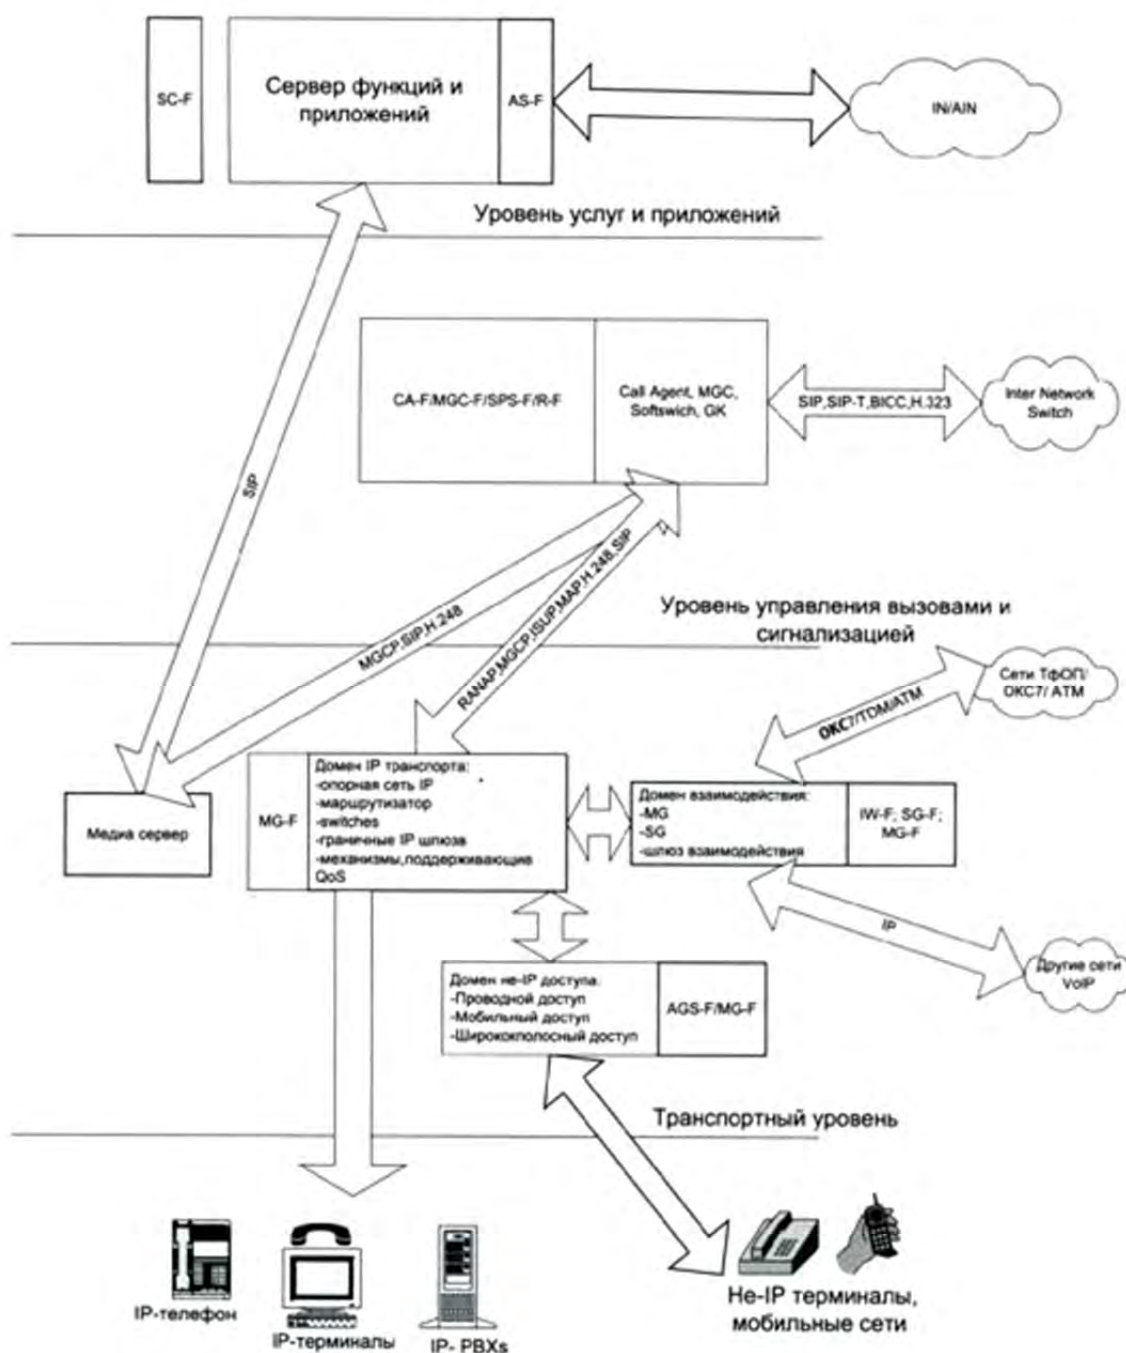 SC-F
Сервер функций и
приложений
AS-F
IN/AIN
Уровень услуг и приложений
CA-F/MGC-F/SPS-F/R-F
Call Agent, MGC,
Softswich, GK
SIP,SIP-T,BICC,H.323
Inter Network
Switch
SIP
MGCP,SIP,H.248
RANAP,MGCP,ISUP,MAP,H.248,SIP
Уровень управления вызовами и
сигнализацией
Сети ТфОП/
ОКС7/ АТМ
ОКС7/TDM/ATM
Медиа сервер
MG-F
Домен IP транспорта:
-опорная сеть IP
-маршрутизатор
-switches
-граничные IP шлюза
-механизмы,поддерживающие
QoS
Домен взаимодействия:
-MG
-SG
-шлюз взаимодействия
IW-F; SG-F;
MG-F
IP
Другие сети
VoIP
Домен не-IP доступа:
-Проводной доступ
-Мобильный доступ
-Широкополосный доступ
AGS-F/MG-F
Транспортный уровень
IP-телефон
IP-терминалы
IP- PBXs
Не-IP терминалы,
мобильные сети